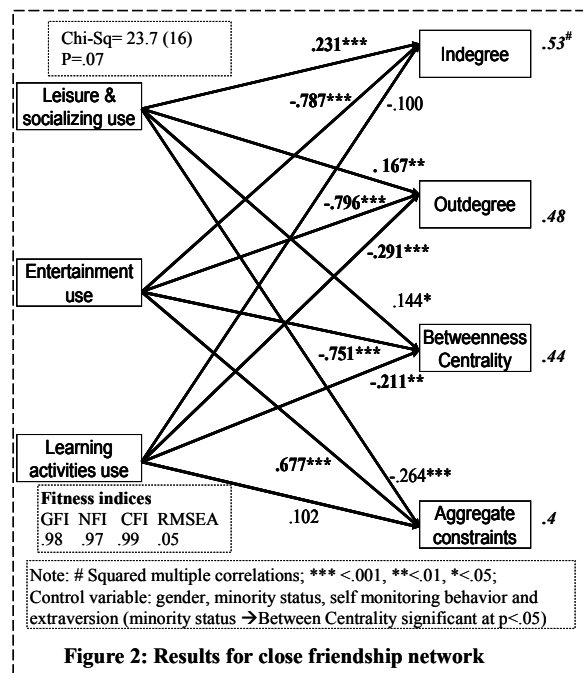 Chi-Sq= 23.7 (16)
P=.07
.231***
Indegree
.53#
Leisure &
socializing use
-.787***
-.100
.167**
-.796***
Outdegree
.48
-.291***
Entertainment
use
.144*
Betweenness
Centrality
.44
-.751***
-.211**
Learning
activities use
.677***
-.264***
Fitness indices
GFI NFI CFI RMSEA
.98 .97 .99 .05
.102
Aggregate
constraints
.4
Note: # Squared multiple correlations; *** <.001, **<.01, *<.05;
Control variable: gender, minority status, self monitoring behavior and
extraversion (minority status →Between Centrality significant at p<.05)
Figure 2: Results for close friendship network